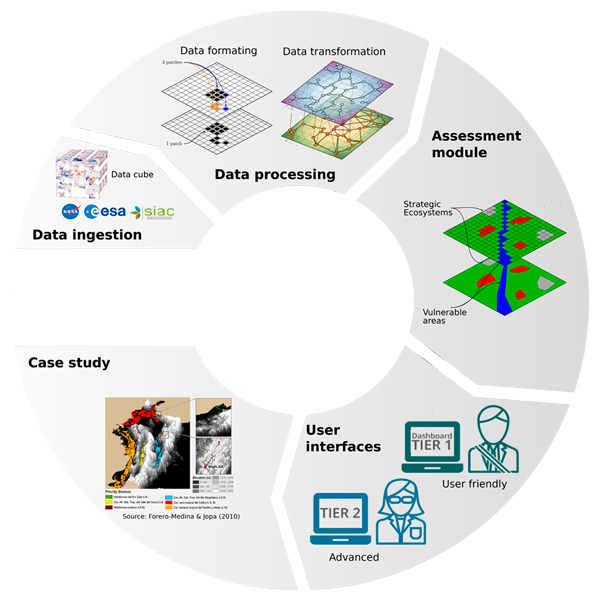 Data formating
Data transformation
3 patches
1 patch
Data processing
Assessment
module
Data cube
NASA
esa
siac
Data ingestion
Strategic
Ecosystems
Vulnerable
areas
Case study
Priority Biomes
Elevation (m)
Source: Forero-Medina & Jopa (2010)
User
interfaces
Dashboard
TIER 1
User friendly
TIER 2
Advanced